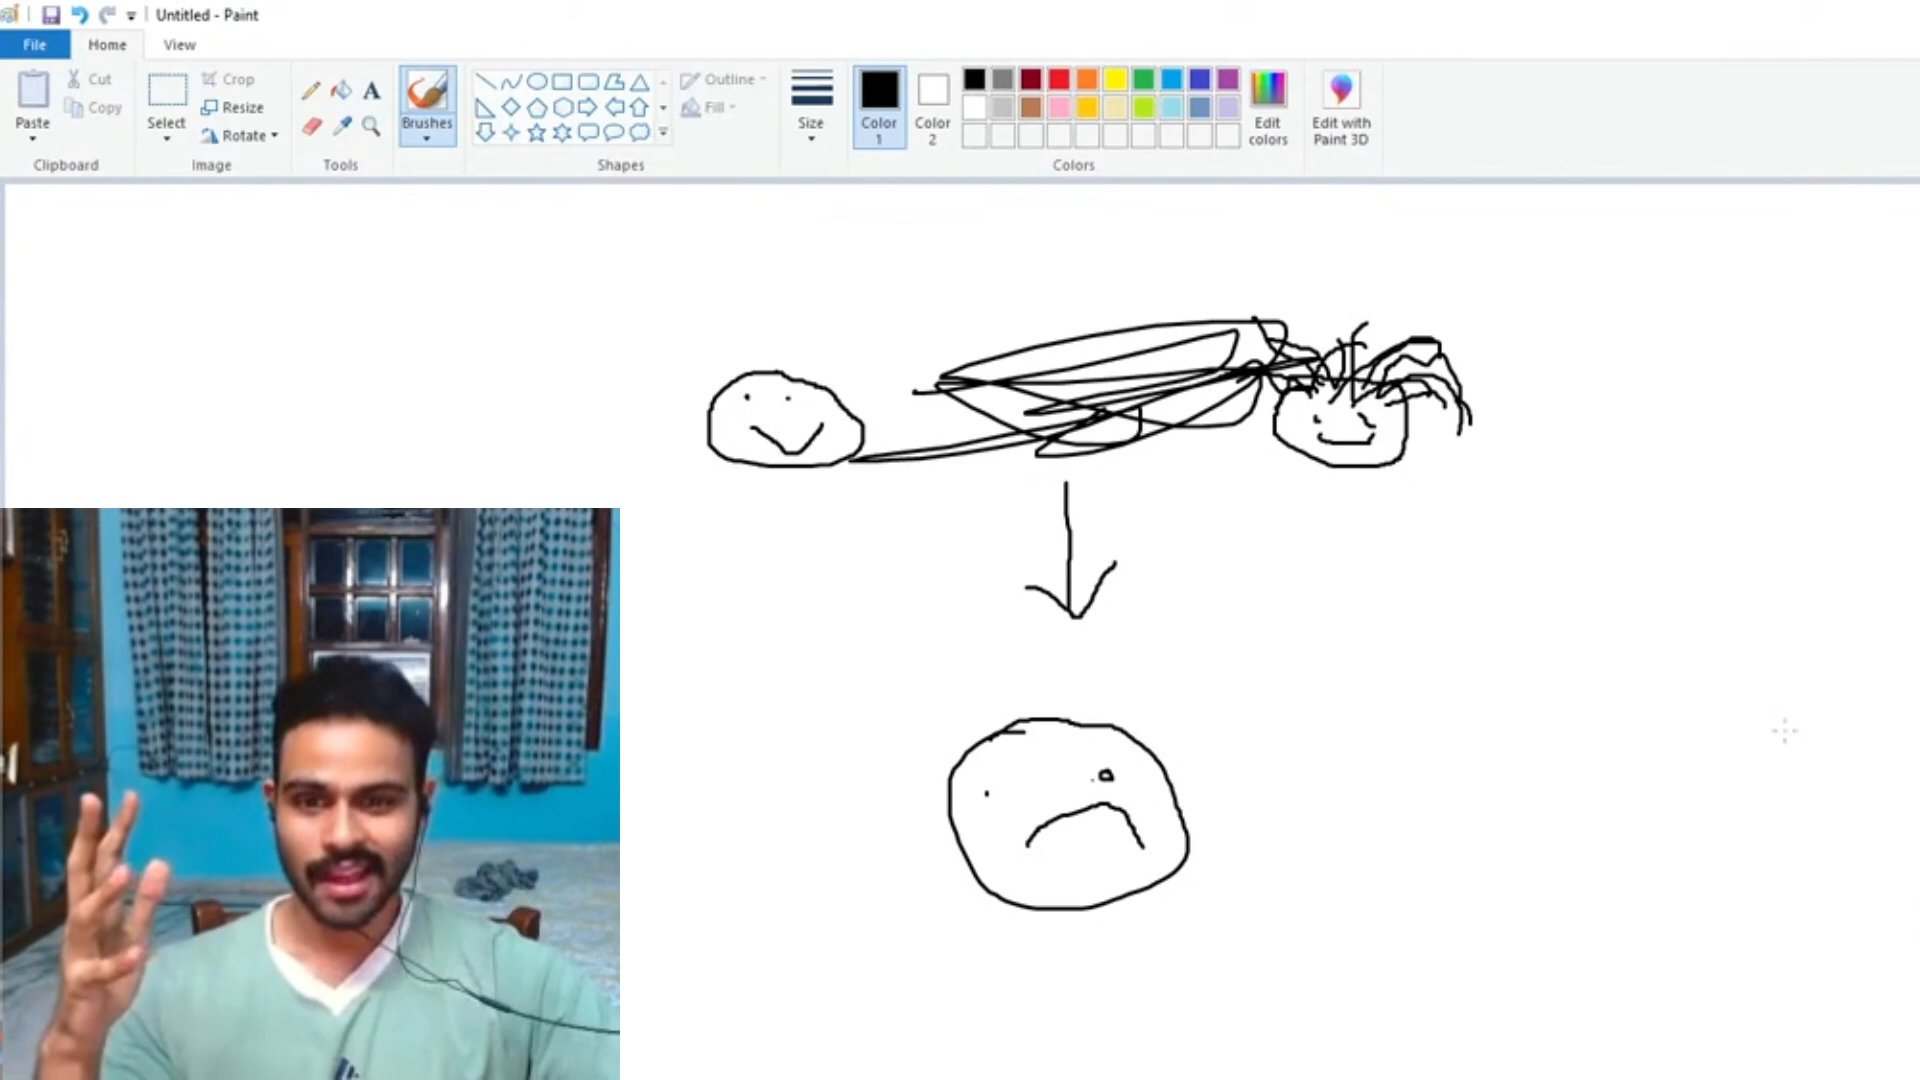 Untitled - Paint
File Home View
Paste
Cut
Copy
Clipboard
Select
Crop
Resize
Rotate
Image
A
Tools
Brushes
Shapes
Outline
Fill
Size
Color 1
Color 2
Colors
Edit colors
Edit with Paint 3D